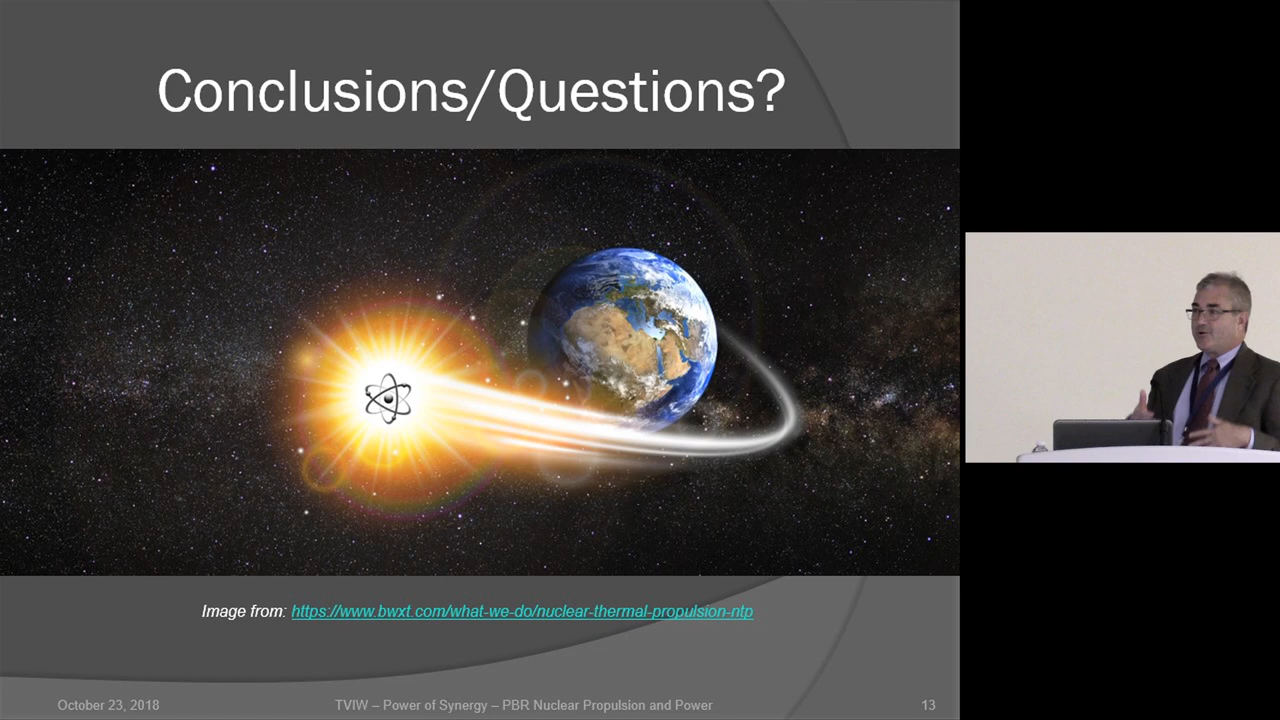 Conclusions/Questions?
Image from: https://www.bwxt.com/what-we-do/nuclear-thermal-propulsion-ntp
October 23, 2018
TVIW – Power of Synergy – PBR Nuclear Propulsion and Power
13